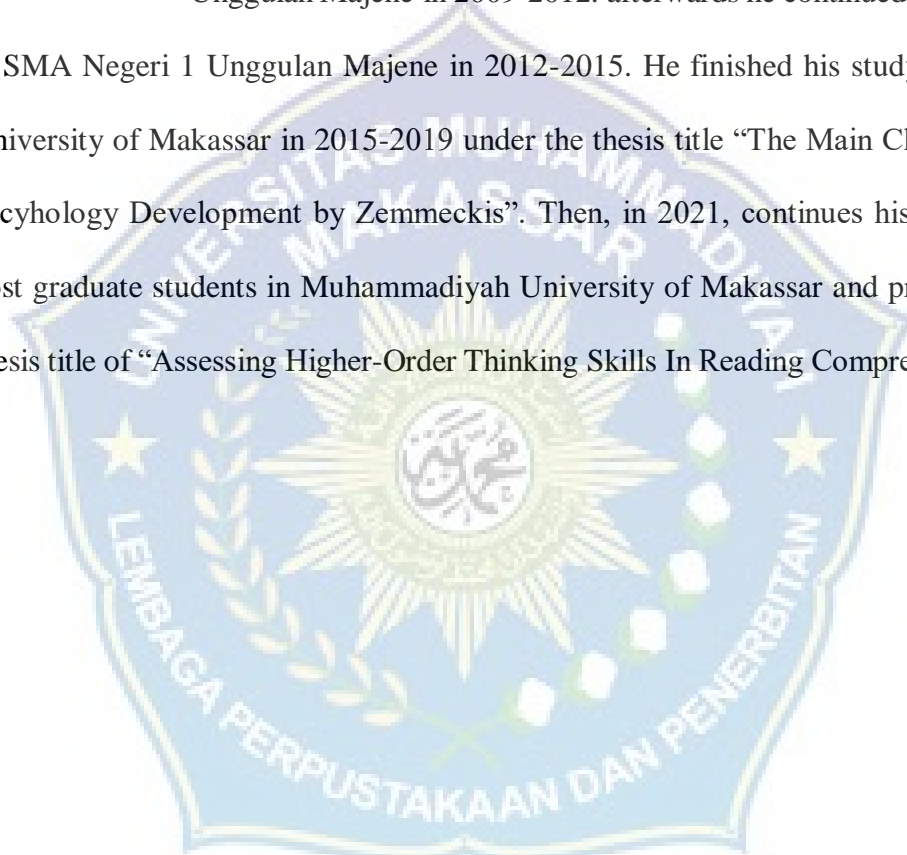 Unggulan Majene in 2009-2012. afterwards he continued
SMA Negeri 1 Unggulan Majene in 2012-2015. He finished his study
niversity of Makassar in 2015-2019 under the thesis title “The Main Cl
cyhology Development by Zemmeckis”. Then, in 2021, continues his
st graduate students in Muhammadiyah University of Makassar and pr
esis title of “Assessing Higher-Order Thinking Skills In Reading Compre
UNIVERSITAS MUHAMMADIYAH
MAKASSAR
LEMBAGA PERPUSTAKAAN DAN PENERBITAN